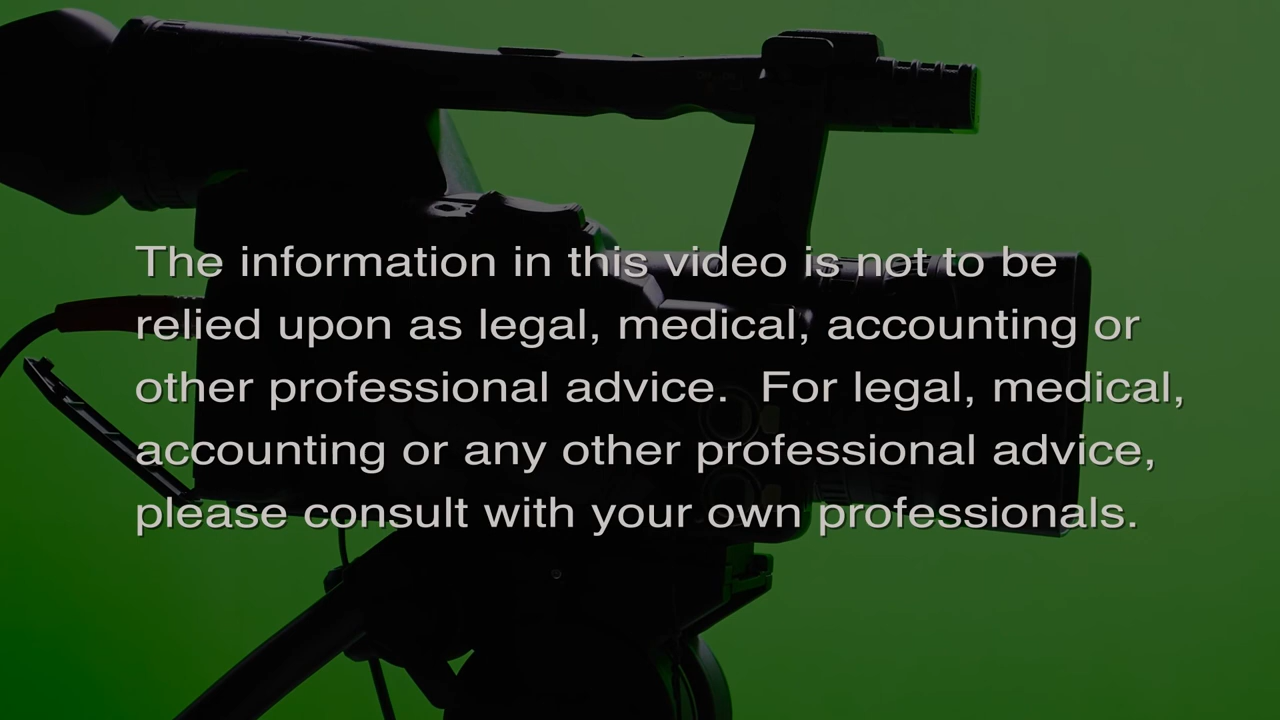 The information in this video is not to be
relied upon as legal, medical, accounting or
other professional advice.  For legal, medical,
accounting or any other professional advice,
please consult with your own professionals.